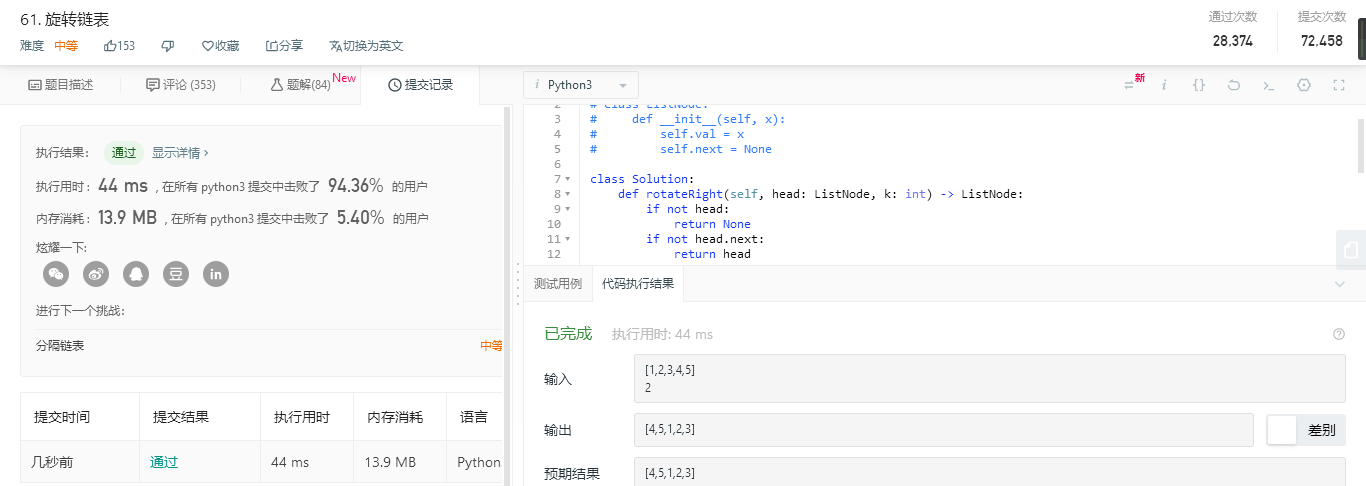 61. 旋转链表
通过次数 提交次数
难度 中等 153 收藏 分享 切换为英文
28,374 72,458
题目描述 评论 (353) 题解(84) New 提交记录
i Python3 新 i {}
执行结果： 通过 显示详情 ›
执行用时 : 44 ms , 在所有 python3 提交中击败了 94.36% 的用户
内存消耗 : 13.9 MB , 在所有 python3 提交中击败了 5.40% 的用户
炫耀一下:
豆 in
进行下一个挑战：
分隔链表 中等
提交时间 提交结果 执行用时 内存消耗 语言
几秒前 通过 44 ms 13.9 MB Python
2 # class ListNode:
3 #     def __init__(self, x):
4 #         self.val = x
5 #         self.next = None
6
7 class Solution:
8     def rotateRight(self, head: ListNode, k: int) -> ListNode:
9         if not head:
10             return None
11         if not head.next:
12             return head
测试用例 代码执行结果
已完成 执行用时: 44 ms
输入
[1,2,3,4,5]
2
输出 [4,5,1,2,3] 差别
预期结果 [4,5,1,2,3]